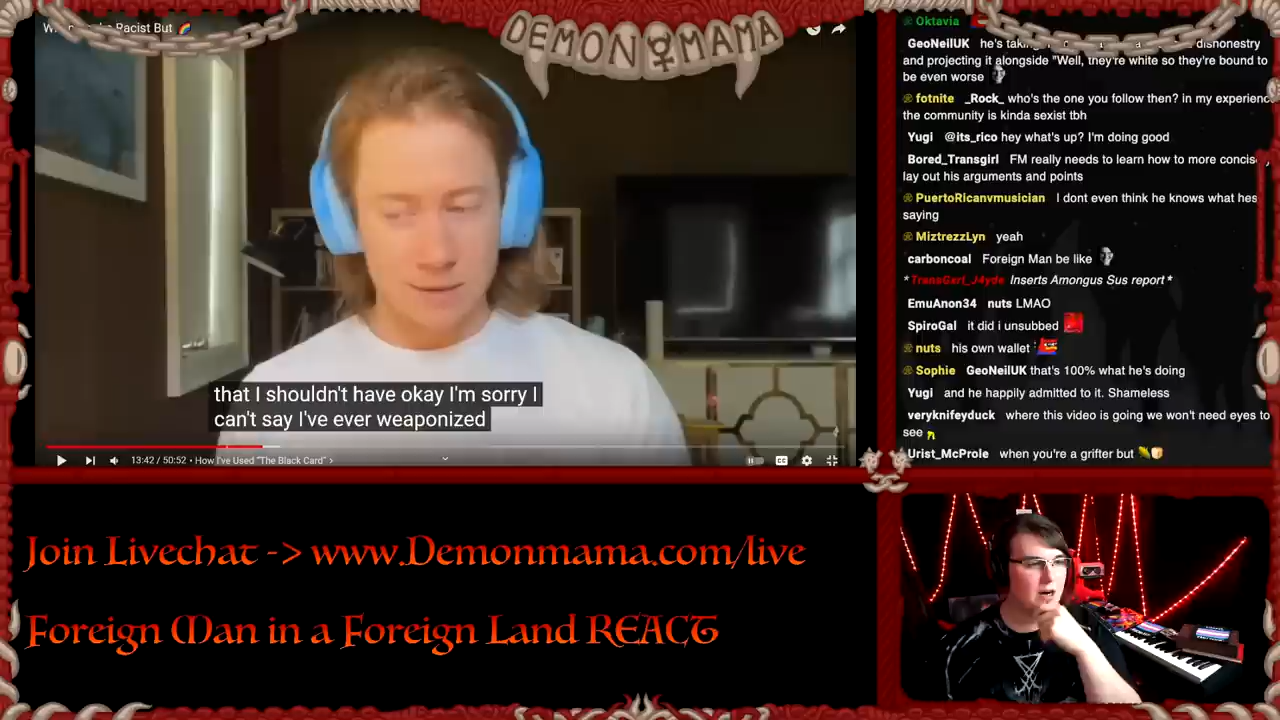 Racist But
DEMON MAMA
that I shouldn't have okay I'm sorry I
can't say I've ever weaponized
13:42 / 50:52 • How I've Used "The Black Card" >
CC
Join Livechat -> www.Demonmama.com/live
Foreign Man in a Foreign Land REACT
Oktavia
GeoNeilUK he's dishonestry
and projecting it alongside "Well, they're white so they're bound to
be even worse
fotnite _Rock_ who's the one you follow then? in my experienc
the community is kinda sexist tbh
Yugi @its_rico hey what's up? I'm doing good
Bored_Transgirl FM really needs to learn how to more concise
lay out his arguments and points
PuertoRicanvmusician I dont even think he knows what hes
saying
MiztrezzLyn yeah
carboncoal Foreign Man be like
*TransGxrl_J4yde Inserts Amongus Sus report*
EmuAnon34 nuts LMAO
SpiroGal it did i unsubbed
nuts his own wallet
Sophie GeoNeilUK that's 100% what he's doing
Yugi and he happily admitted to it. Shameless
veryknifeyduck where this video is going we won't need eyes to
see
Urist_McProle when you're a grifter but